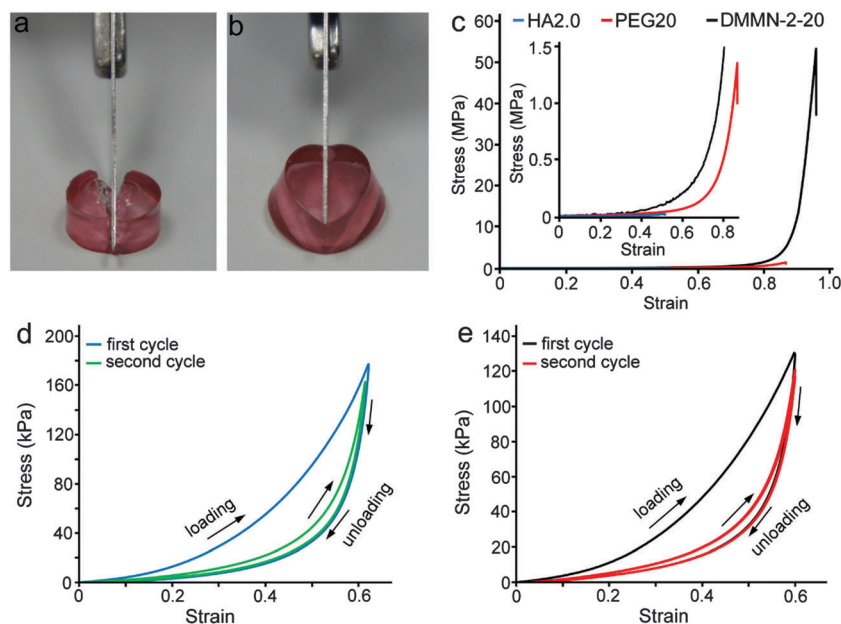 a
b
c
HA2.0 PEG20 DMMN-2-20
Stress (MPa)
60
50
40
30
20
10
0
0 0.2 0.4 0.6 0.8 1.0
Strain
Stress (MPa)
1.5
1.0
0.5
0
0 0.2 0.4 0.6 0.8
Strain
d
first cycle
second cycle
Stress (kPa)
200
160
120
80
40
0
0 0.2 0.4 0.6
Strain
loading
unloading
e
first cycle
second cycle
Stress (kPa)
140
120
100
80
60
40
20
0
0 0.2 0.4 0.6
Strain
loading
unloading